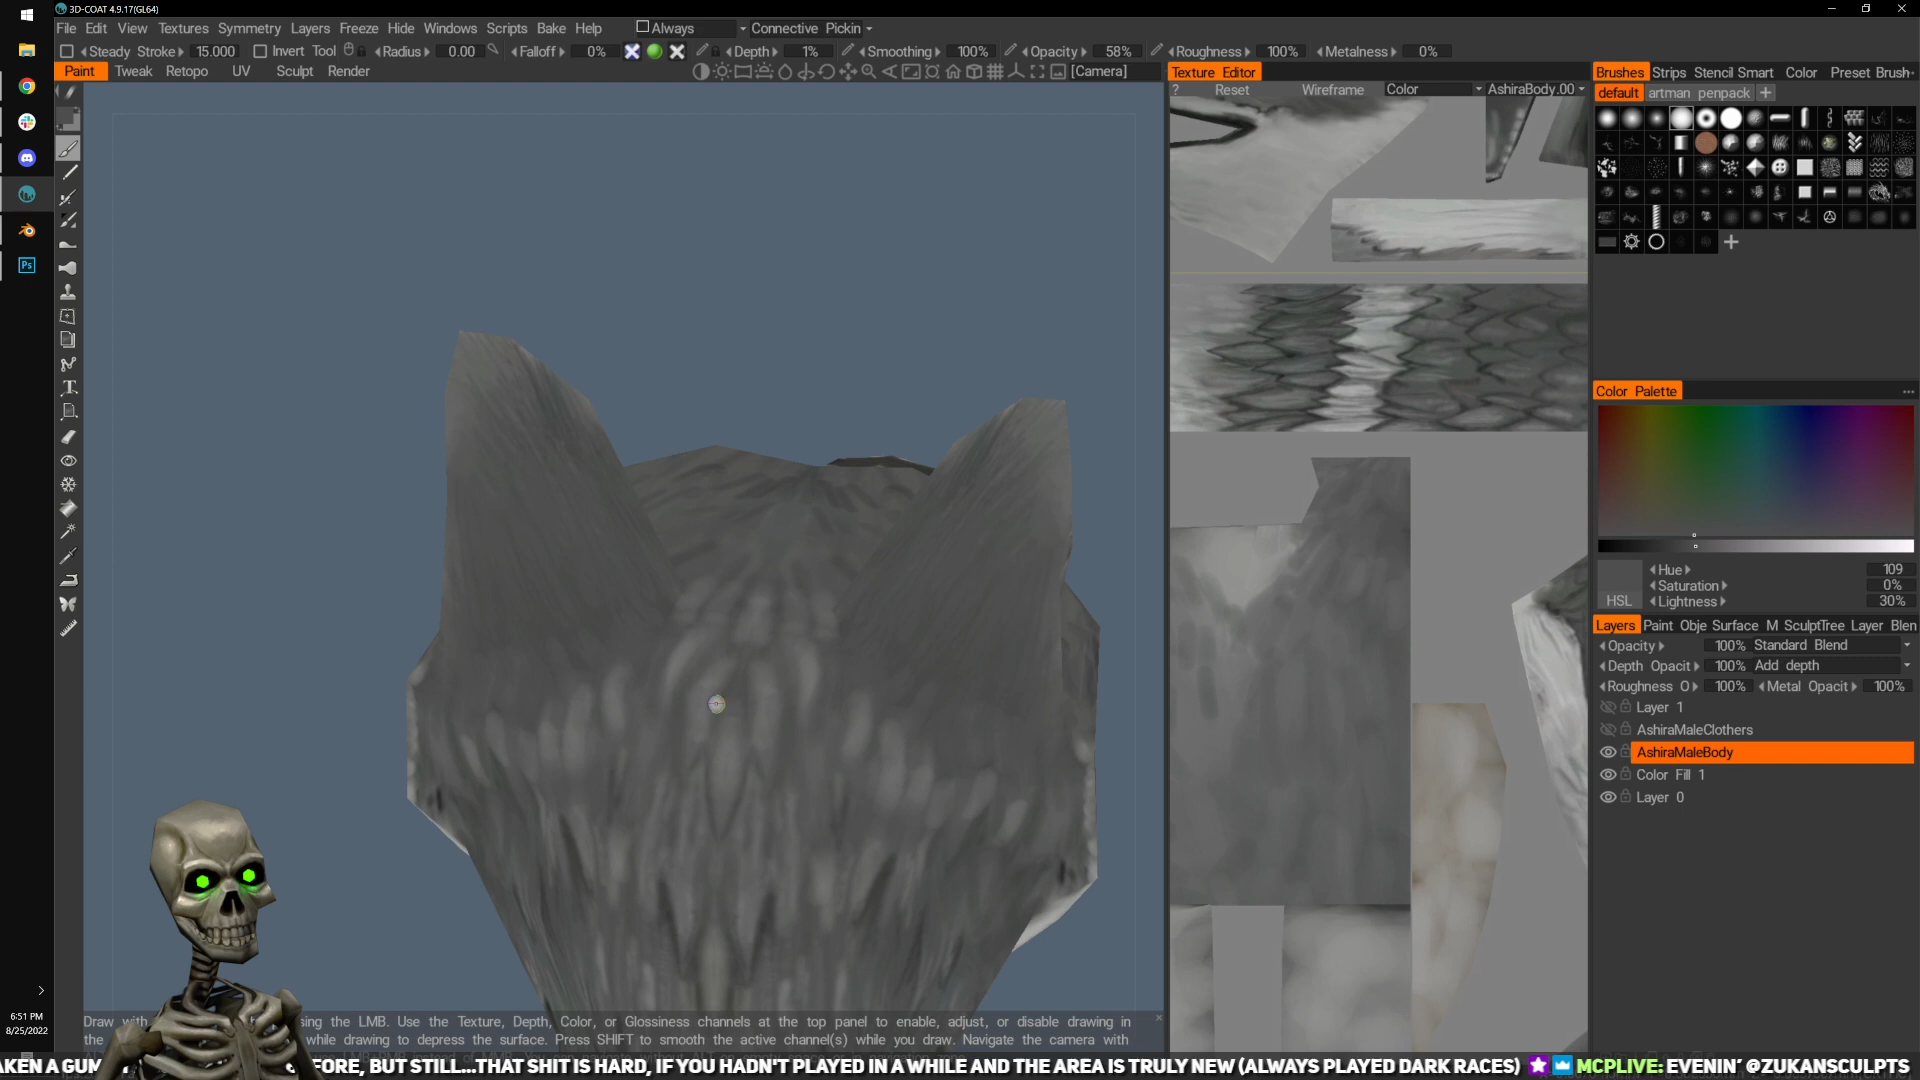 3D-COAT 4.9.17(GL64)
File Edit View Textures Symmetry Layers Freeze Hide Windows Scripts Bake Help Always Connective Pickin
Steady Stroke 15.000 Invert Tool Radius 0.00 Falloff 0% Depth 1% Smoothing 100% Opacity 58% Roughness 100% Metalness 0%
Paint Tweak Retopo UV Sculpt Render [Camera]
Texture Editor
? Reset Wireframe Color AshiraBody.00
Brushes Strips Stencil Smart Color Preset Brush
default artman penpack
Color Palette
Hue 109
Saturation 0%
HSL Lightness 30%
Layers Paint Obje Surface M SculptTree Layer Blen
Opacity 100% Standard Blend
Depth Opacit 100% Add depth
Roughness O 100% Metal Opacit 100%
Layer 1
AshiraMaleClothers
AshiraMaleBody
Color Fill 1
Layer 0
Ps
6:51 PM
8/25/2022
Draw with sing the LMB. Use the Texture, Depth, Color, or Glossiness channels at the top panel to enable, adjust, or disable drawing in
the while drawing to depress the surface. Press SHIFT to smooth the active channel(s) while you draw. Navigate the camera with
AKEN A GUM FORE, BUT STILL...THAT SHIT IS HARD, IF YOU HADN'T PLAYED IN A WHILE AND THE AREA IS TRULY NEW (ALWAYS PLAYED DARK RACES) MCPLIVE: EVENIN' @ZUKANSCULPTS